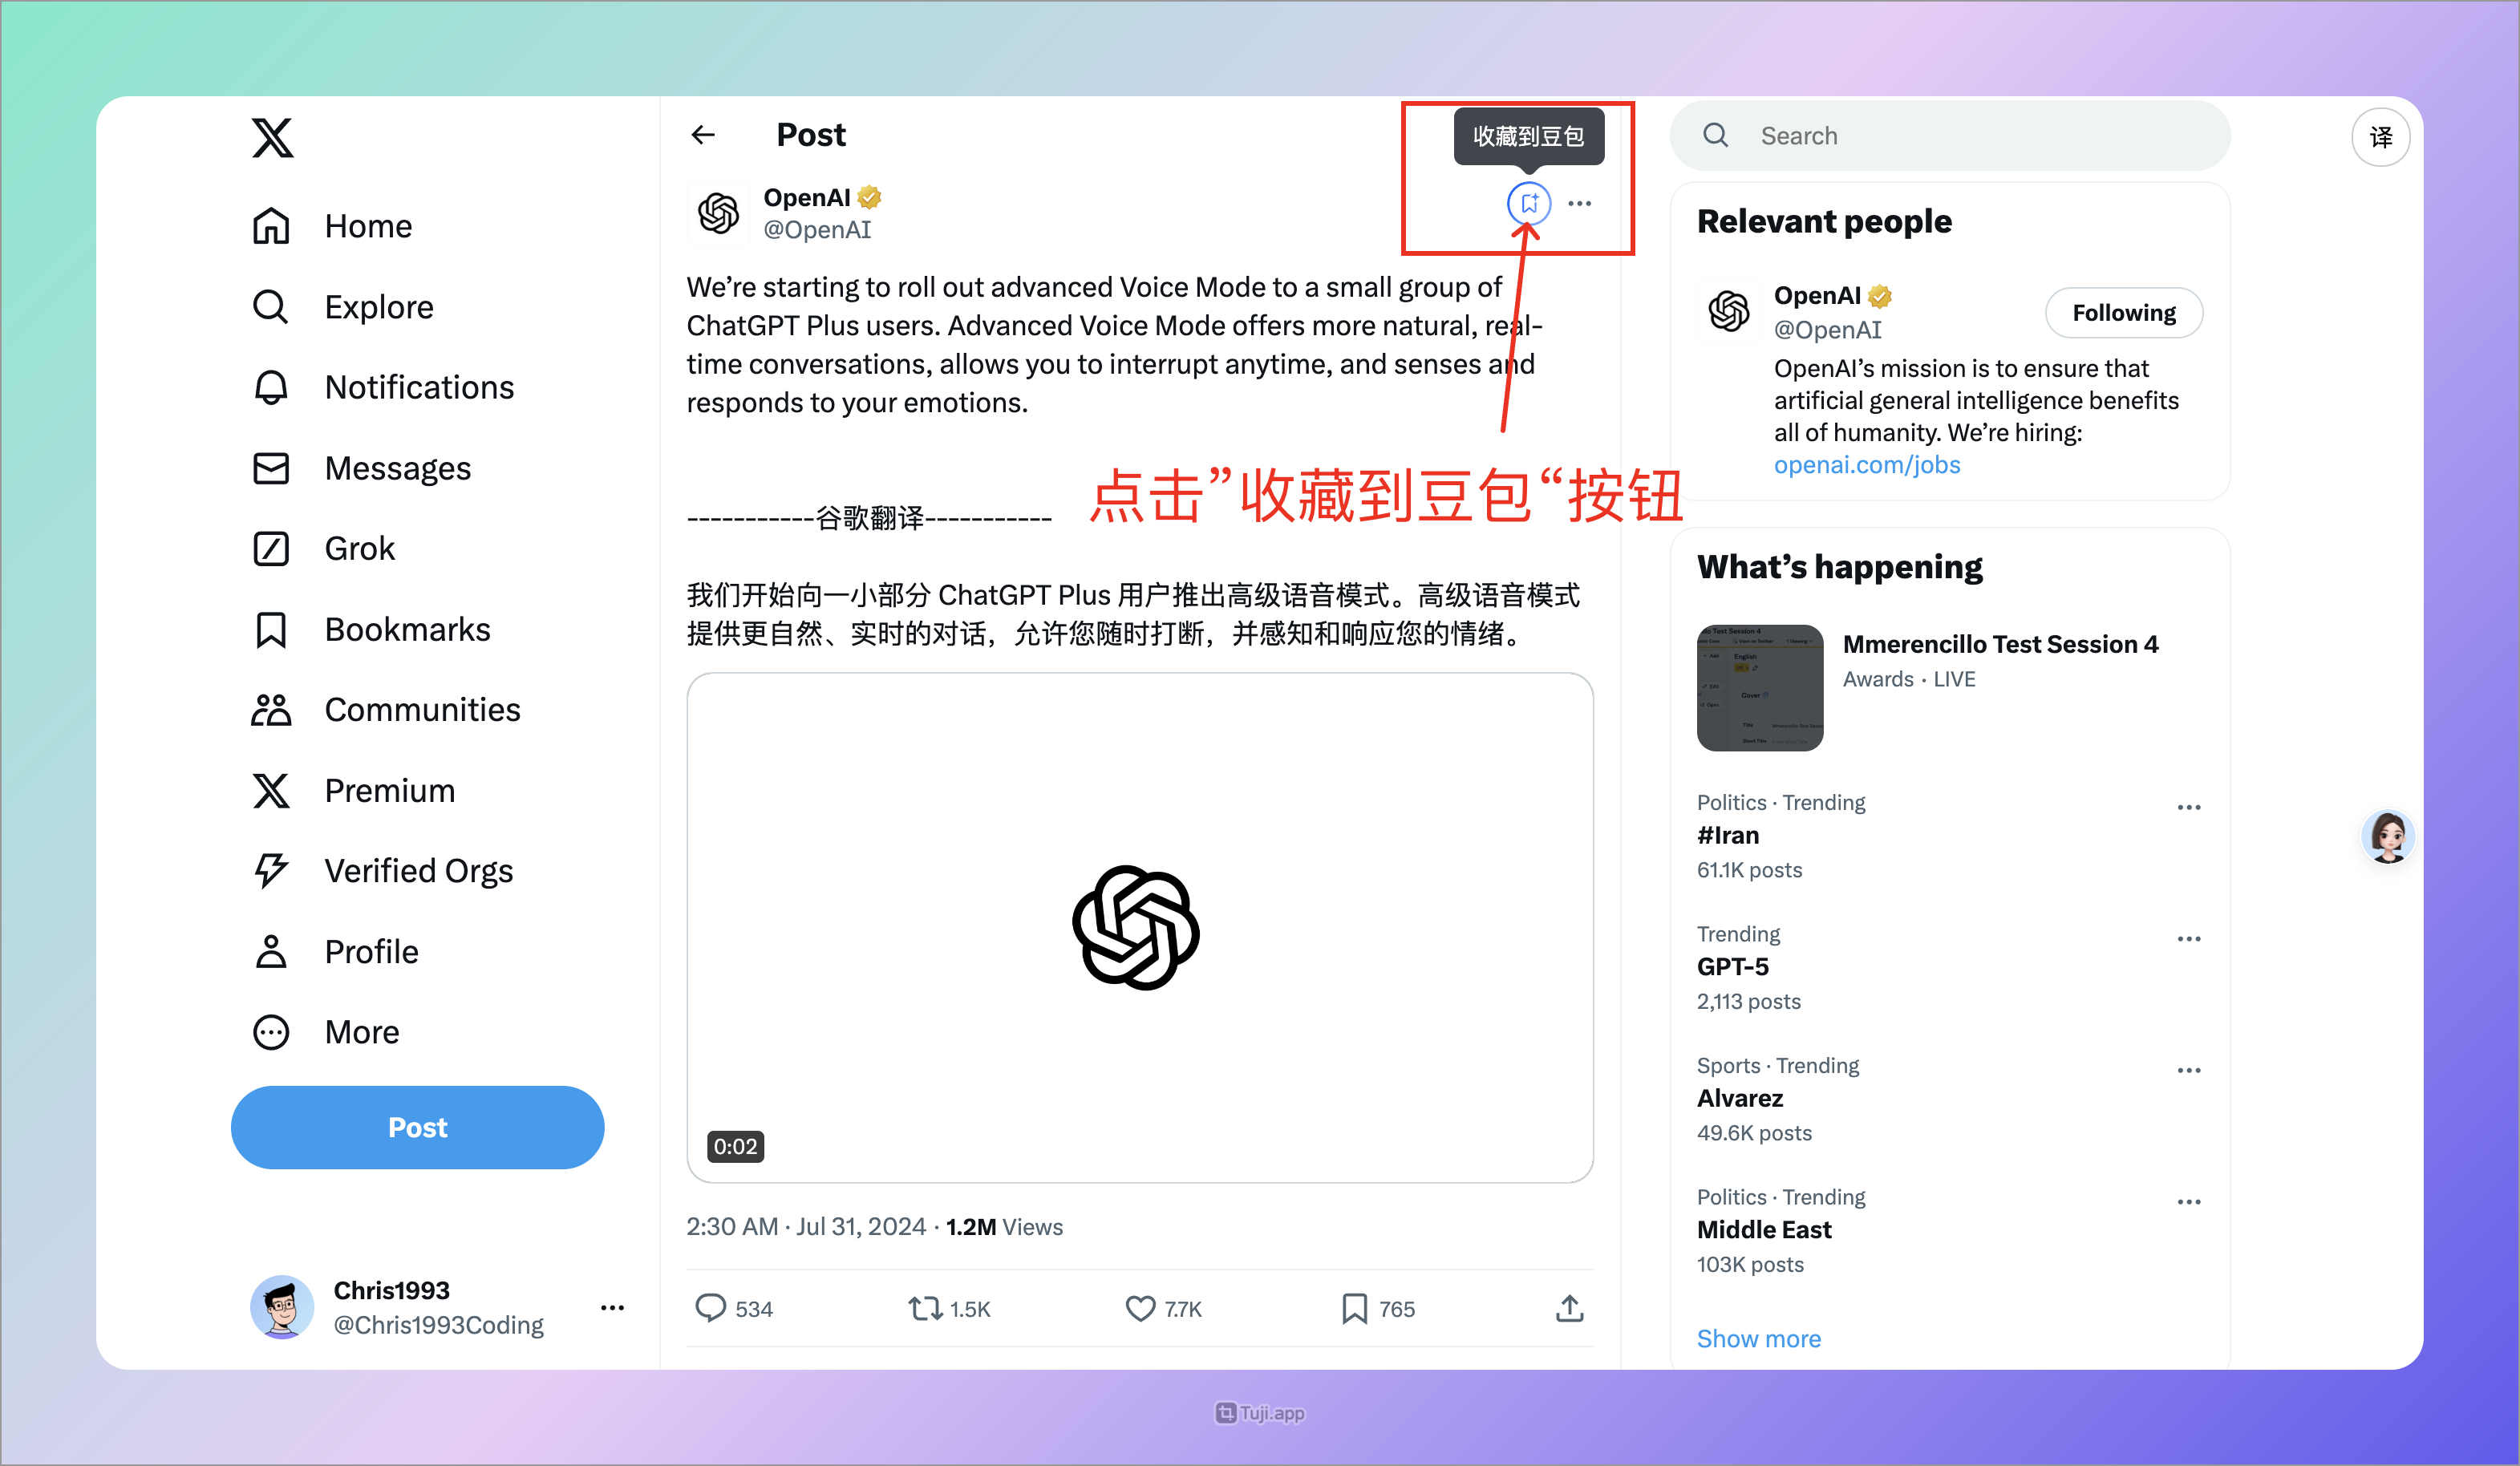 Home
Explore
Notifications
Messages
Grok
Bookmarks
Communities
Premium
Verified Orgs
Profile
More
Post
Chris1993
@Chris1993Coding
Post
收藏到豆包
OpenAI
@OpenAI
We’re starting to roll out advanced Voice Mode to a small group of
ChatGPT Plus users. Advanced Voice Mode offers more natural, real-
time conversations, allows you to interrupt anytime, and senses and
responds to your emotions.
点击”收藏到豆包“按钮
-----------谷歌翻译-----------
我们开始向一小部分 ChatGPT Plus 用户推出高级语音模式。高级语音模式
提供更自然、实时的对话，允许您随时打断，并感知和响应您的情绪。
0:02
2:30 AM · Jul 31, 2024 · 1.2M Views
534 1.5K 7.7K 765
Search
译
Relevant people
OpenAI
@OpenAI
Following
OpenAI’s mission is to ensure that
artificial general intelligence benefits
all of humanity. We’re hiring:
openai.com/jobs
What’s happening
Mmerencillo Test Session 4
Awards · LIVE
Politics · Trending
#Iran
61.1K posts
Trending
GPT-5
2,113 posts
Sports · Trending
Alvarez
49.6K posts
Politics · Trending
Middle East
103K posts
Show more
Tuji.app